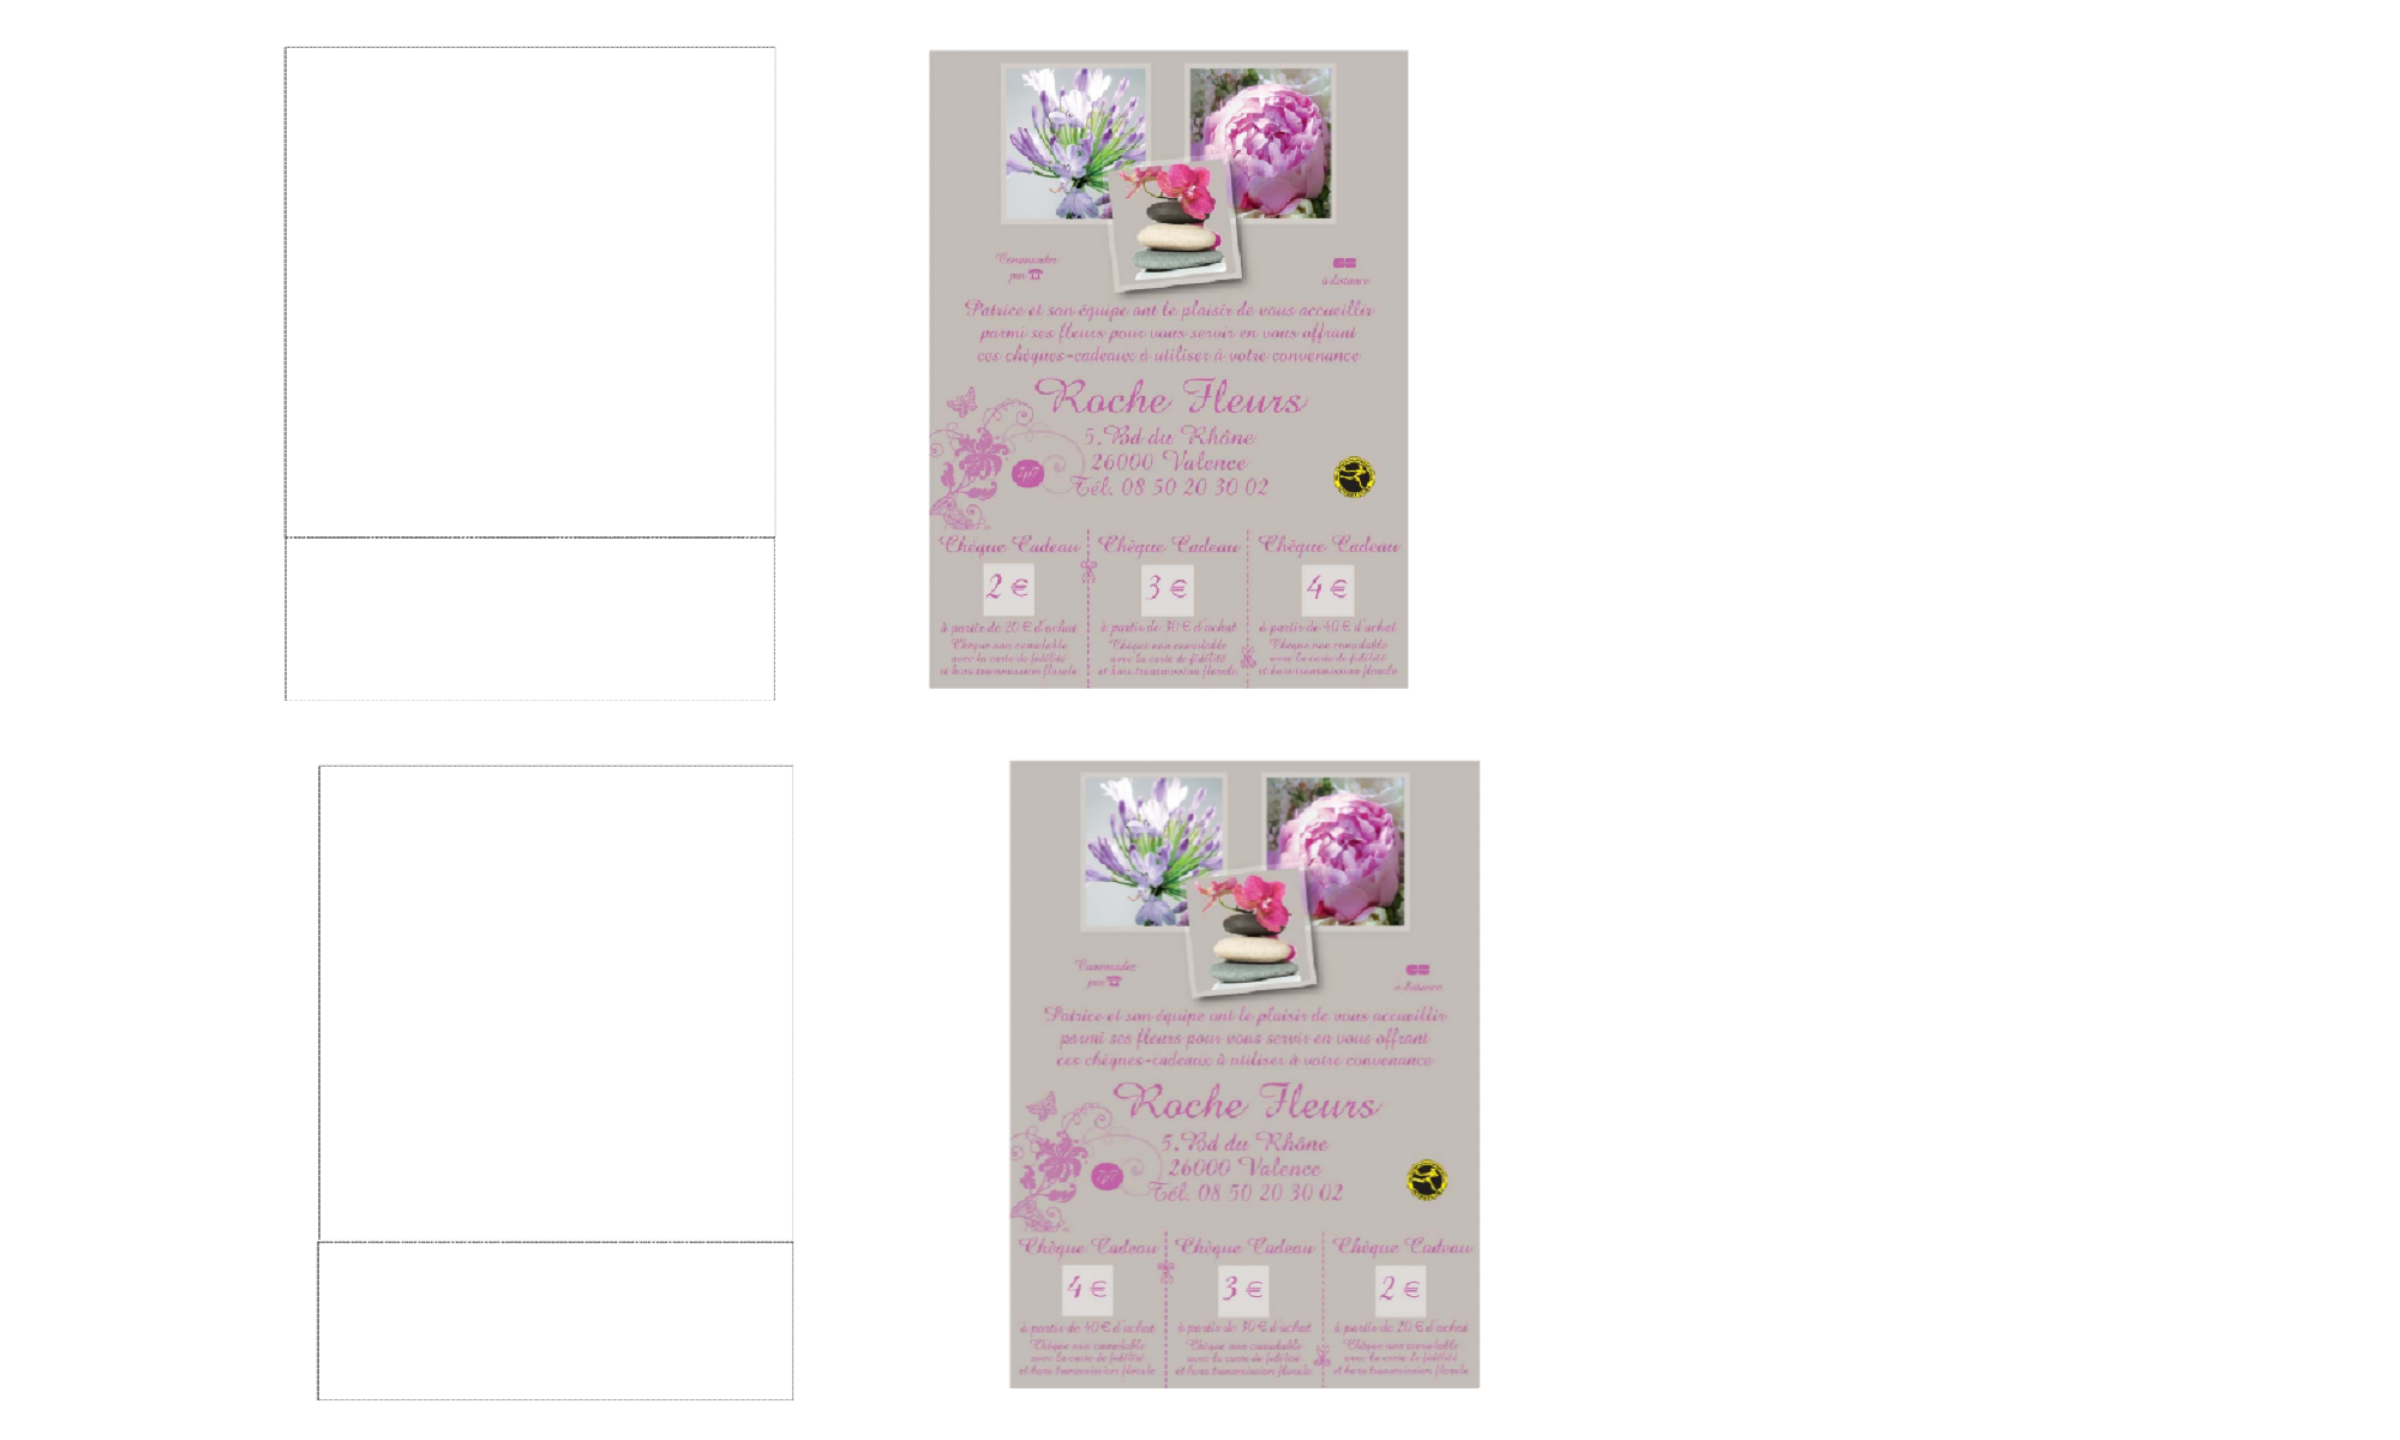 Commander
par ☎
à distance
Patrice et son équipe ont le plaisir de vous accueillir
parmi ses fleurs pour vous servir en vous offrant
ces chèques-cadeaux à utiliser à votre convenance
Roche Fleurs
5, Bd du Rhône
26000 Valence
Tél. 08 50 20 30 02
Chèque Cadeau
2 €
à partir de 20 € d'achat
Chèque non cumulable
avec la carte de fidélité
et hors transmission florale
Chèque Cadeau
3 €
à partir de 30 € d'achat
Chèque non cumulable
avec la carte de fidélité
et hors transmission florale
Chèque Cadeau
4 €
à partir de 40 € d'achat
Chèque non cumulable
avec la carte de fidélité
et hors transmission florale
Commander
par ☎
à distance
Patrice et son équipe ont le plaisir de vous accueillir
parmi ses fleurs pour vous servir en vous offrant
ces chèques-cadeaux à utiliser à votre convenance
Roche Fleurs
5, Bd du Rhône
26000 Valence
Tél. 08 50 20 30 02
Chèque Cadeau
4 €
à partir de 40 € d'achat
Chèque non cumulable
avec la carte de fidélité
et hors transmission florale
Chèque Cadeau
3 €
à partir de 30 € d'achat
Chèque non cumulable
avec la carte de fidélité
et hors transmission florale
Chèque Cadeau
2 €
à partir de 20 € d'achat
Chèque non cumulable
avec la carte de fidélité
et hors transmission florale